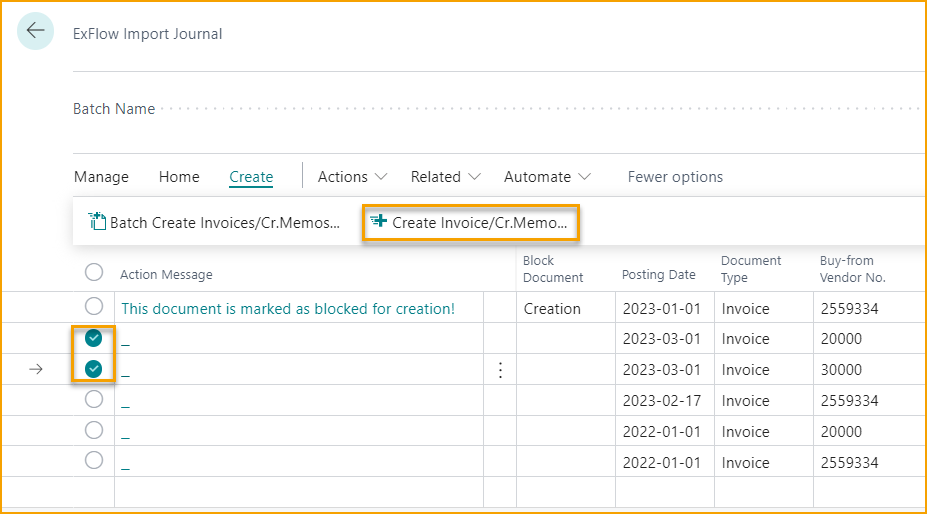 ExFlow Import Journal
Batch Name
Manage Home Create Actions Related Automate Fewer options
Batch Create Invoices/Cr.Memos... Create Invoice/Cr.Memo...
Action Message Block Document Posting Date Document Type Buy-from Vendor No.
This document is marked as blocked for creation! Creation 2023-01-01 Invoice 2559334
_ 2023-03-01 Invoice 20000
_ 2023-03-01 Invoice 30000
_ 2023-02-17 Invoice 2559334
_ 2022-01-01 Invoice 20000
_ 2022-01-01 Invoice 2559334